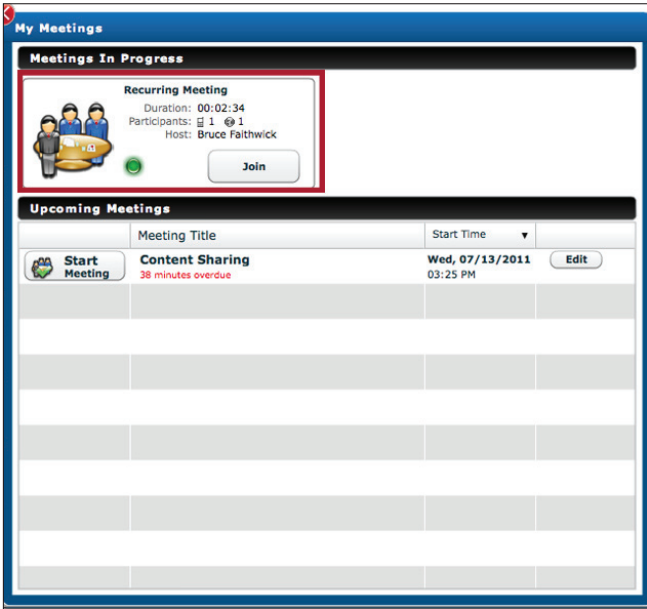 My Meetings
Meetings In Progress
Recurring Meeting
Duration: 00:02:34
Participants: 1 1
Host: Bruce Faithwick
Join
Upcoming Meetings
Meeting Title Start Time ▼
Start Meeting
Content Sharing
38 minutes overdue
Wed, 07/13/2011
03:25 PM
Edit